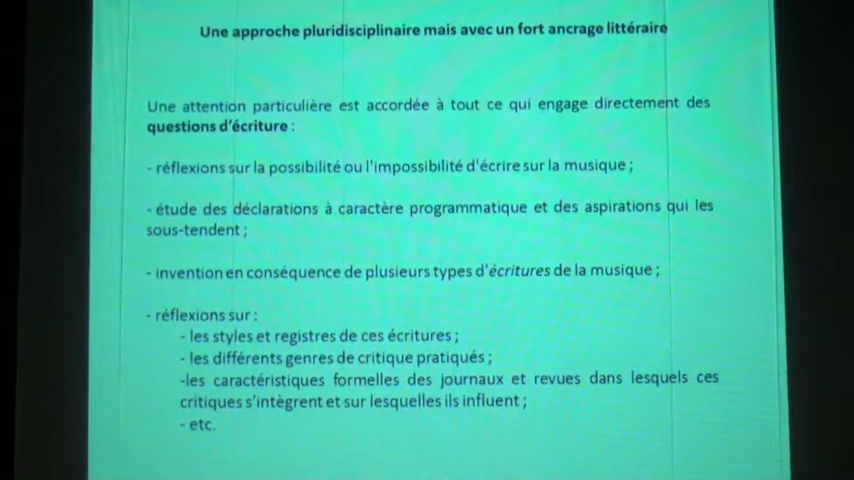 Une approche pluridisciplinaire mais avec un fort ancrage littéraire
Une attention particulière est accordée à tout ce qui engage directement des
questions d'écriture :
- réflexions sur la possibilité ou l'impossibilité d'écrire sur la musique ;
- étude des déclarations à caractère programmatique et des aspirations qui les
sous-tendent ;
- invention en conséquence de plusieurs types d'écritures de la musique ;
- réflexions sur :
- les styles et registres de ces écritures ;
- les différents genres de critique pratiqués ;
-les caractéristiques formelles des journaux et revues dans lesquels ces
critiques s'intègrent et sur lesquelles ils influent ;
- etc.